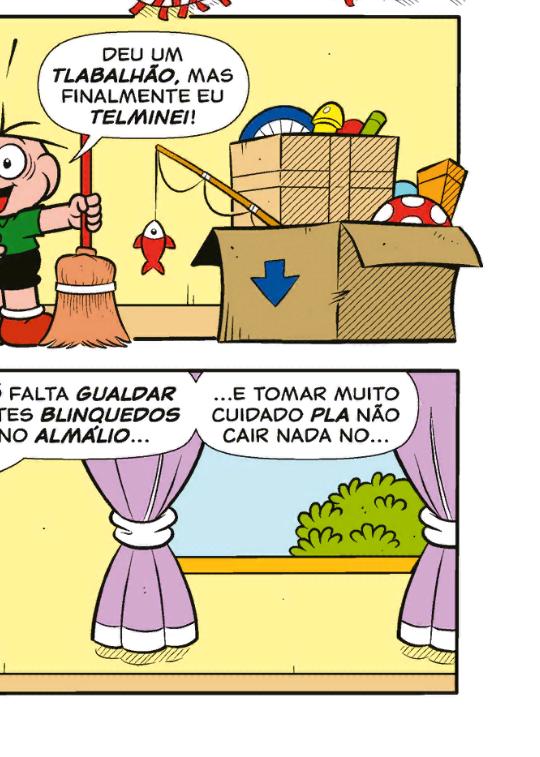 DEU UM
TLABALHÃO, MAS
FINALMENTE EU
TELMINEI!
FALTA GUALDAR
BLINQUEDOS
NO ALMÁLIO...
...E TOMAR MUITO
CUIDADO PLA NÃO
CAIR NADA NO...